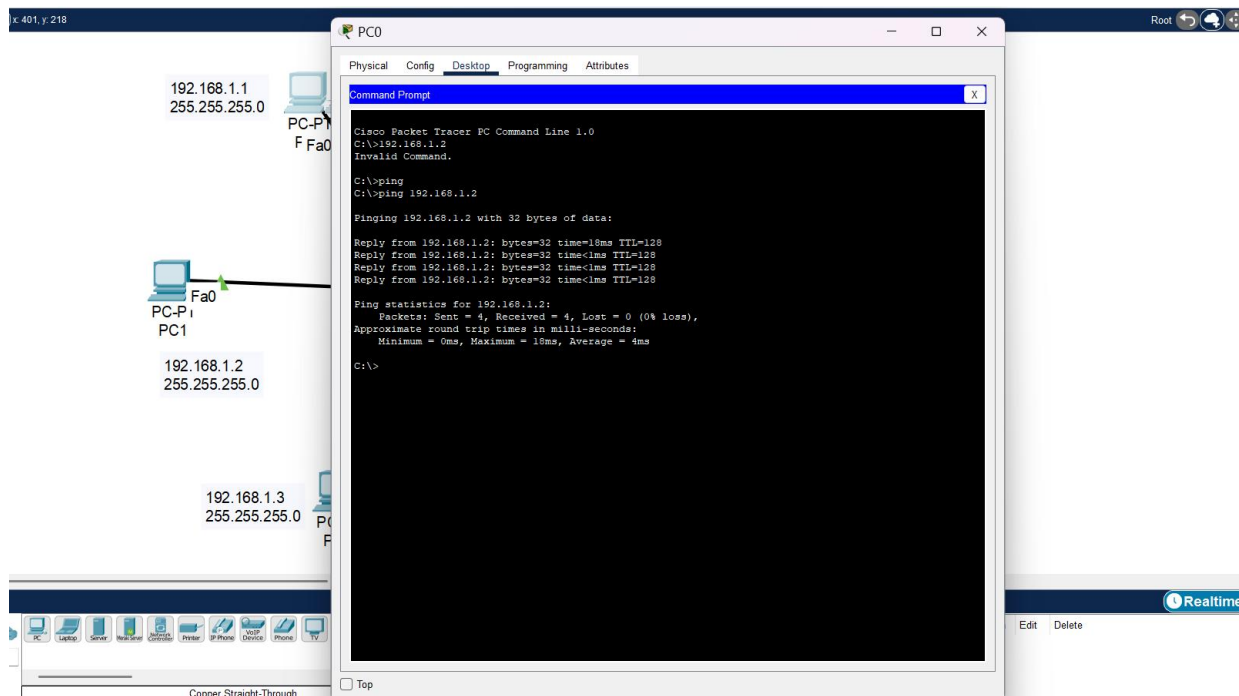 x: 401, y: 218
Root
PC0
Physical Config Desktop Programming Attributes
Command Prompt
X
Cisco Packet Tracer PC Command Line 1.0
C:\>192.168.1.2
Invalid Command.
C:\>ping
C:\>ping 192.168.1.2
Pinging 192.168.1.2 with 32 bytes of data:
Reply from 192.168.1.2: bytes=32 time=18ms TTL=128
Reply from 192.168.1.2: bytes=32 time<1ms TTL=128
Reply from 192.168.1.2: bytes=32 time<1ms TTL=128
Reply from 192.168.1.2: bytes=32 time<1ms TTL=128
Ping statistics for 192.168.1.2:
Packets: Sent = 4, Received = 4, Lost = 0 (0% loss),
Approximate round trip times in milli-seconds:
Minimum = 0ms, Maximum = 18ms, Average = 4ms
C:\>
Top
192.168.1.1
255.255.255.0
PC-PT
Fa0
Fa0
PC-P
PC1
192.168.1.2
255.255.255.0
192.168.1.3
255.255.255.0
Realtime
PC Laptop Server Printer IP Phone VoIP Device Phone TV
Edit Delete
Copper Straight-Through